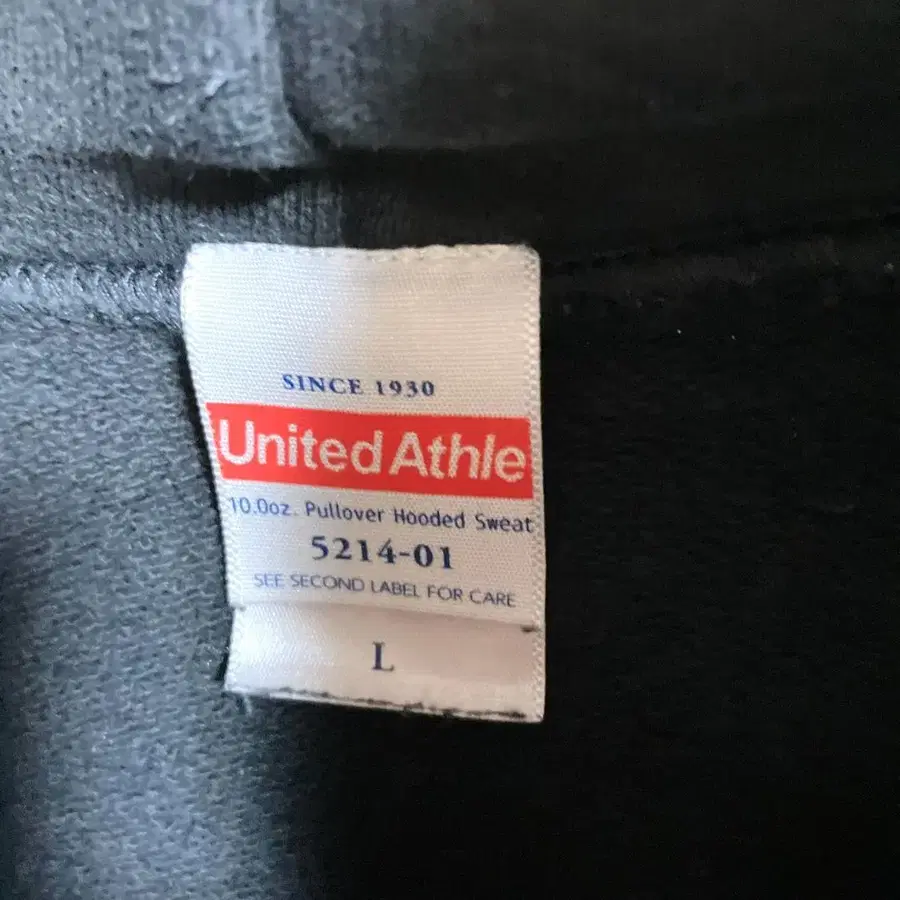 SINCE 1930
United Athle
10.0oz. Pullover Hooded Sweat
5214-01
SEE SECOND LABEL FOR CARE
L